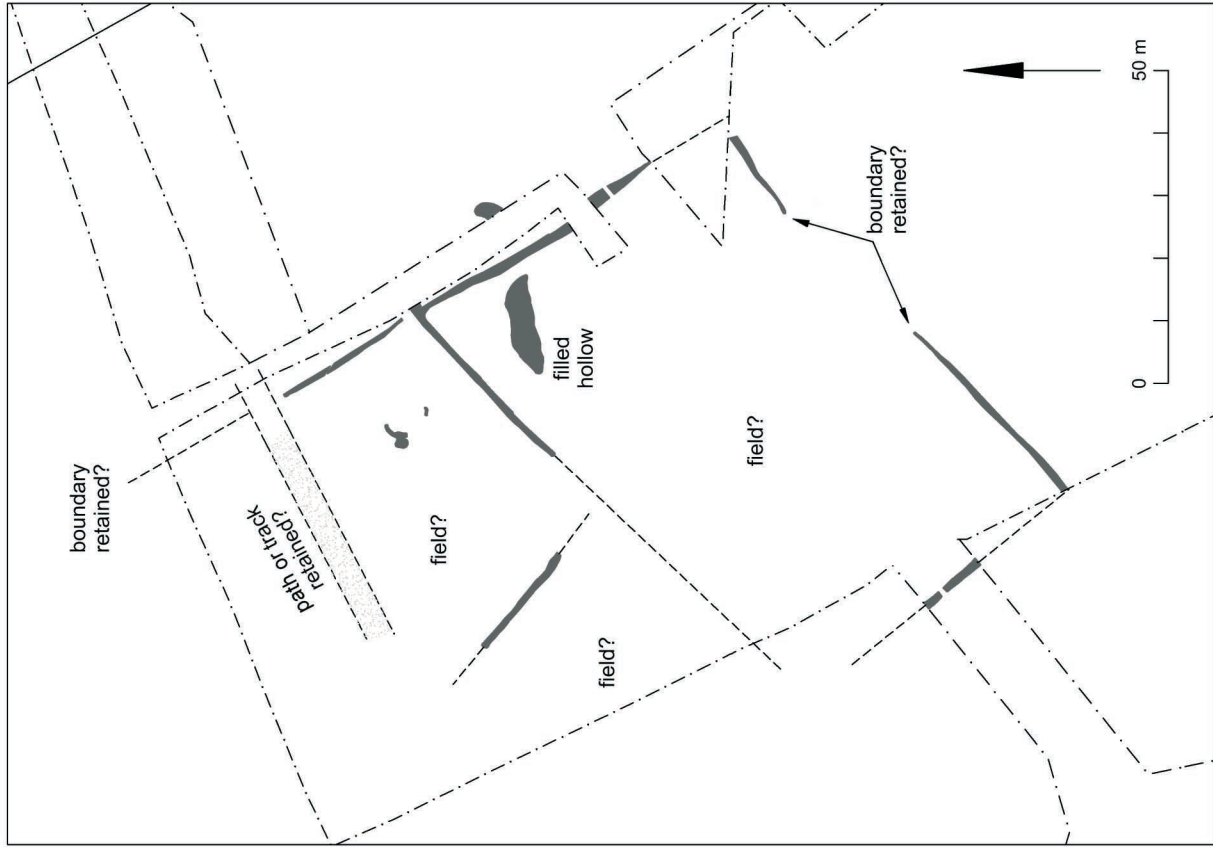 boundary
retained?
path or track
retained?
field?
filled
hollow
field?
field?
boundary
retained?
0 50 m